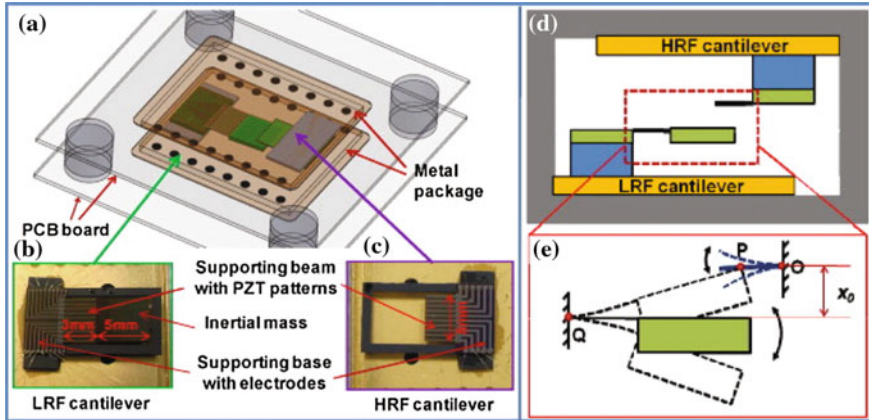 (a)
Metal
package
PCB board
(b)
(c)
Supporting beam
with PZT patterns
Inertial mass
Supporting base
with electrodes
3mm
5mm
LRF cantilever
HRF cantilever
(d)
HRF cantilever
LRF cantilever
(e)
P
O
Q
x₀